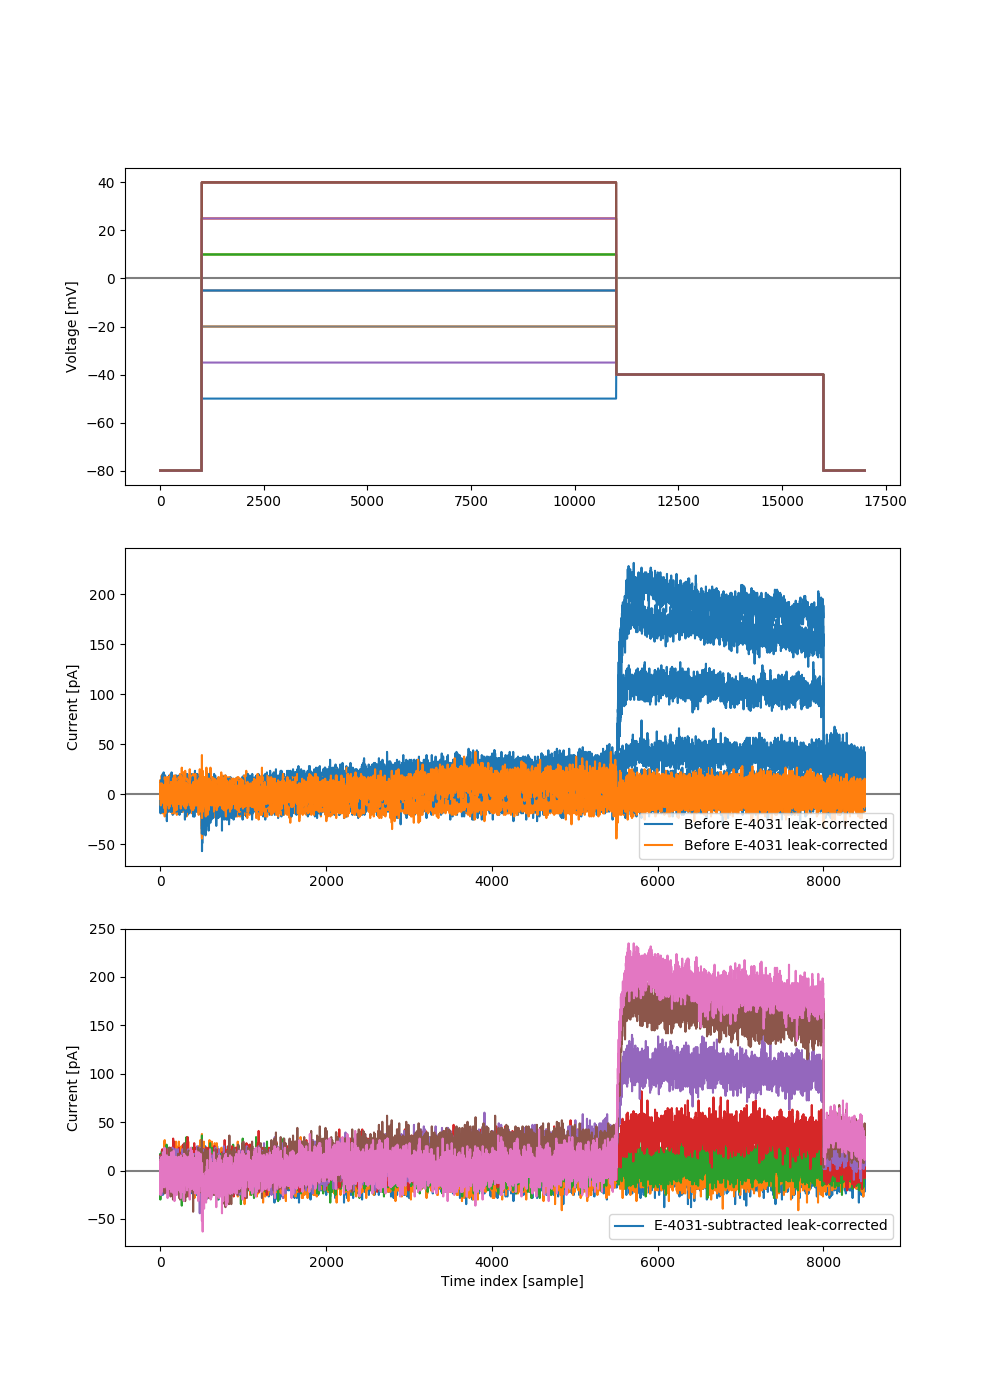 40
20
0
−20
−40
−60
−80
Voltage [mV]
0 2500 5000 7500 10000 12500 15000 17500
200
150
100
50
0
−50
Current [pA]
Before E-4031 leak-corrected
Before E-4031 leak-corrected
0 2000 4000 6000 8000
250
200
150
100
50
0
−50
Current [pA]
E-4031-subtracted leak-corrected
0 2000 4000 6000 8000
Time index [sample]